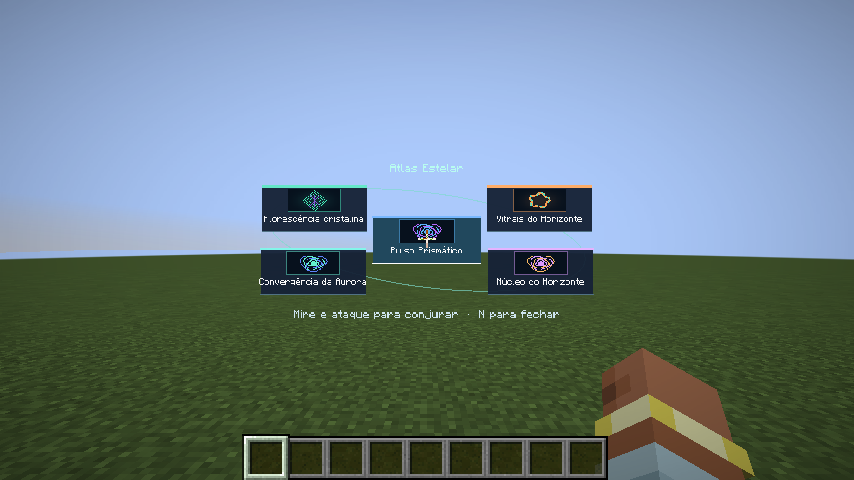 Atlas Estelar
Florescência Cristalina
Vitrais do Horizonte
Pulso Prismático
Convergência da Aurora
Núcleo do Horizonte
Mire e ataque para conjurar · N para fechar